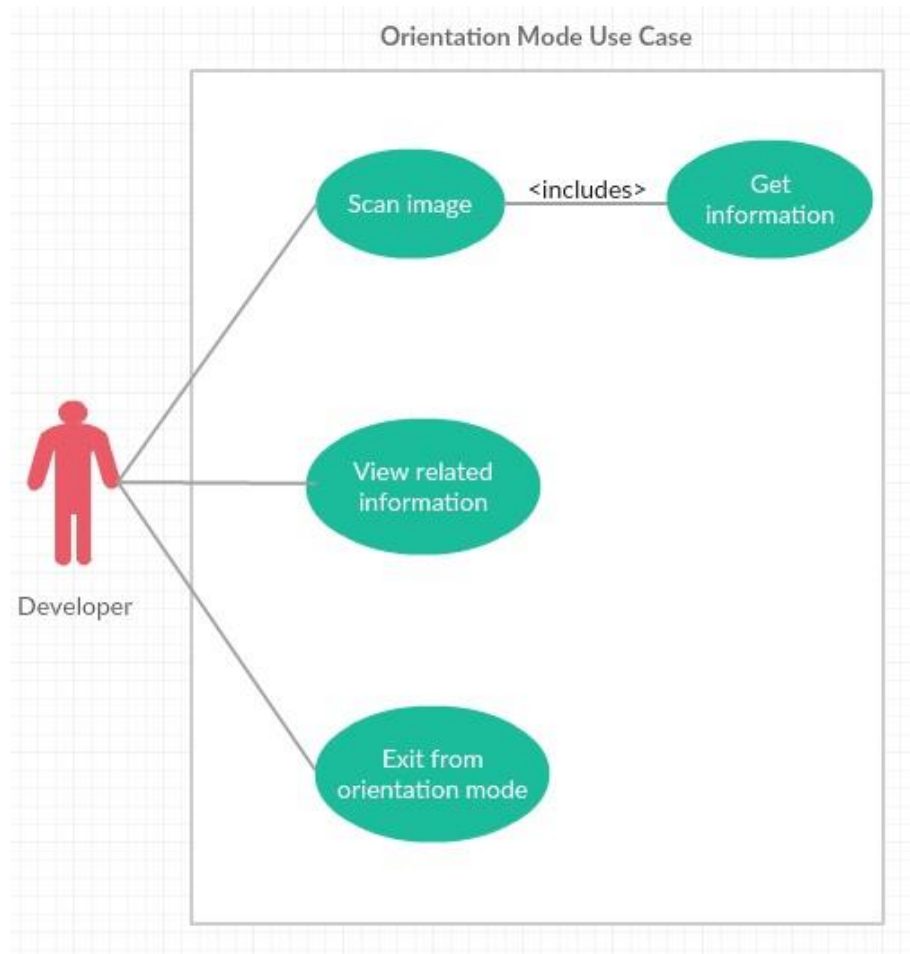 Orientation Mode Use Case
Scan image
<includes>
Get
information
View related
information
Developer
Exit from
orientation mode